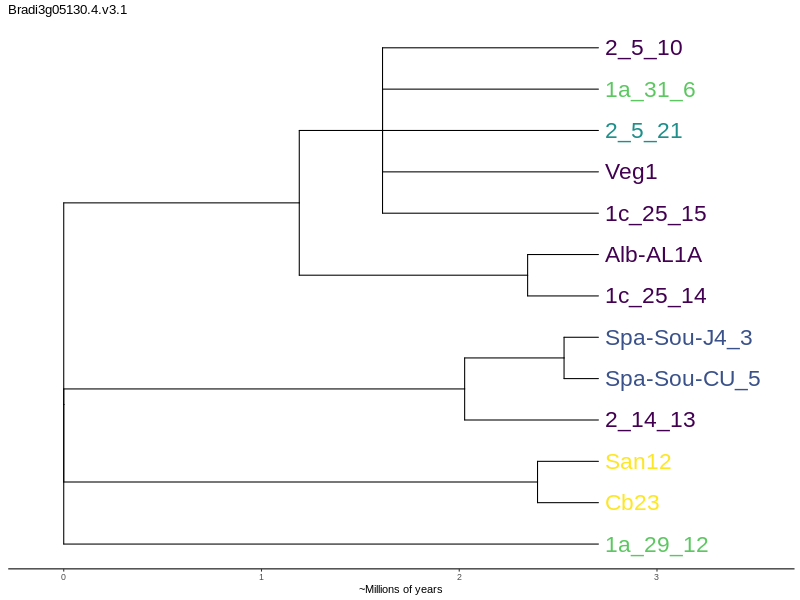 Bradi3g05130.4.v3.1
2_5_10
1a_31_6
2_5_21
Veg1
1c_25_15
Alb-AL1A
1c_25_14
Spa-Sou-J4_3
Spa-Sou-CU_5
2_14_13
San12
Cb23
1a_29_12
0 1 2 3
~Millions of years